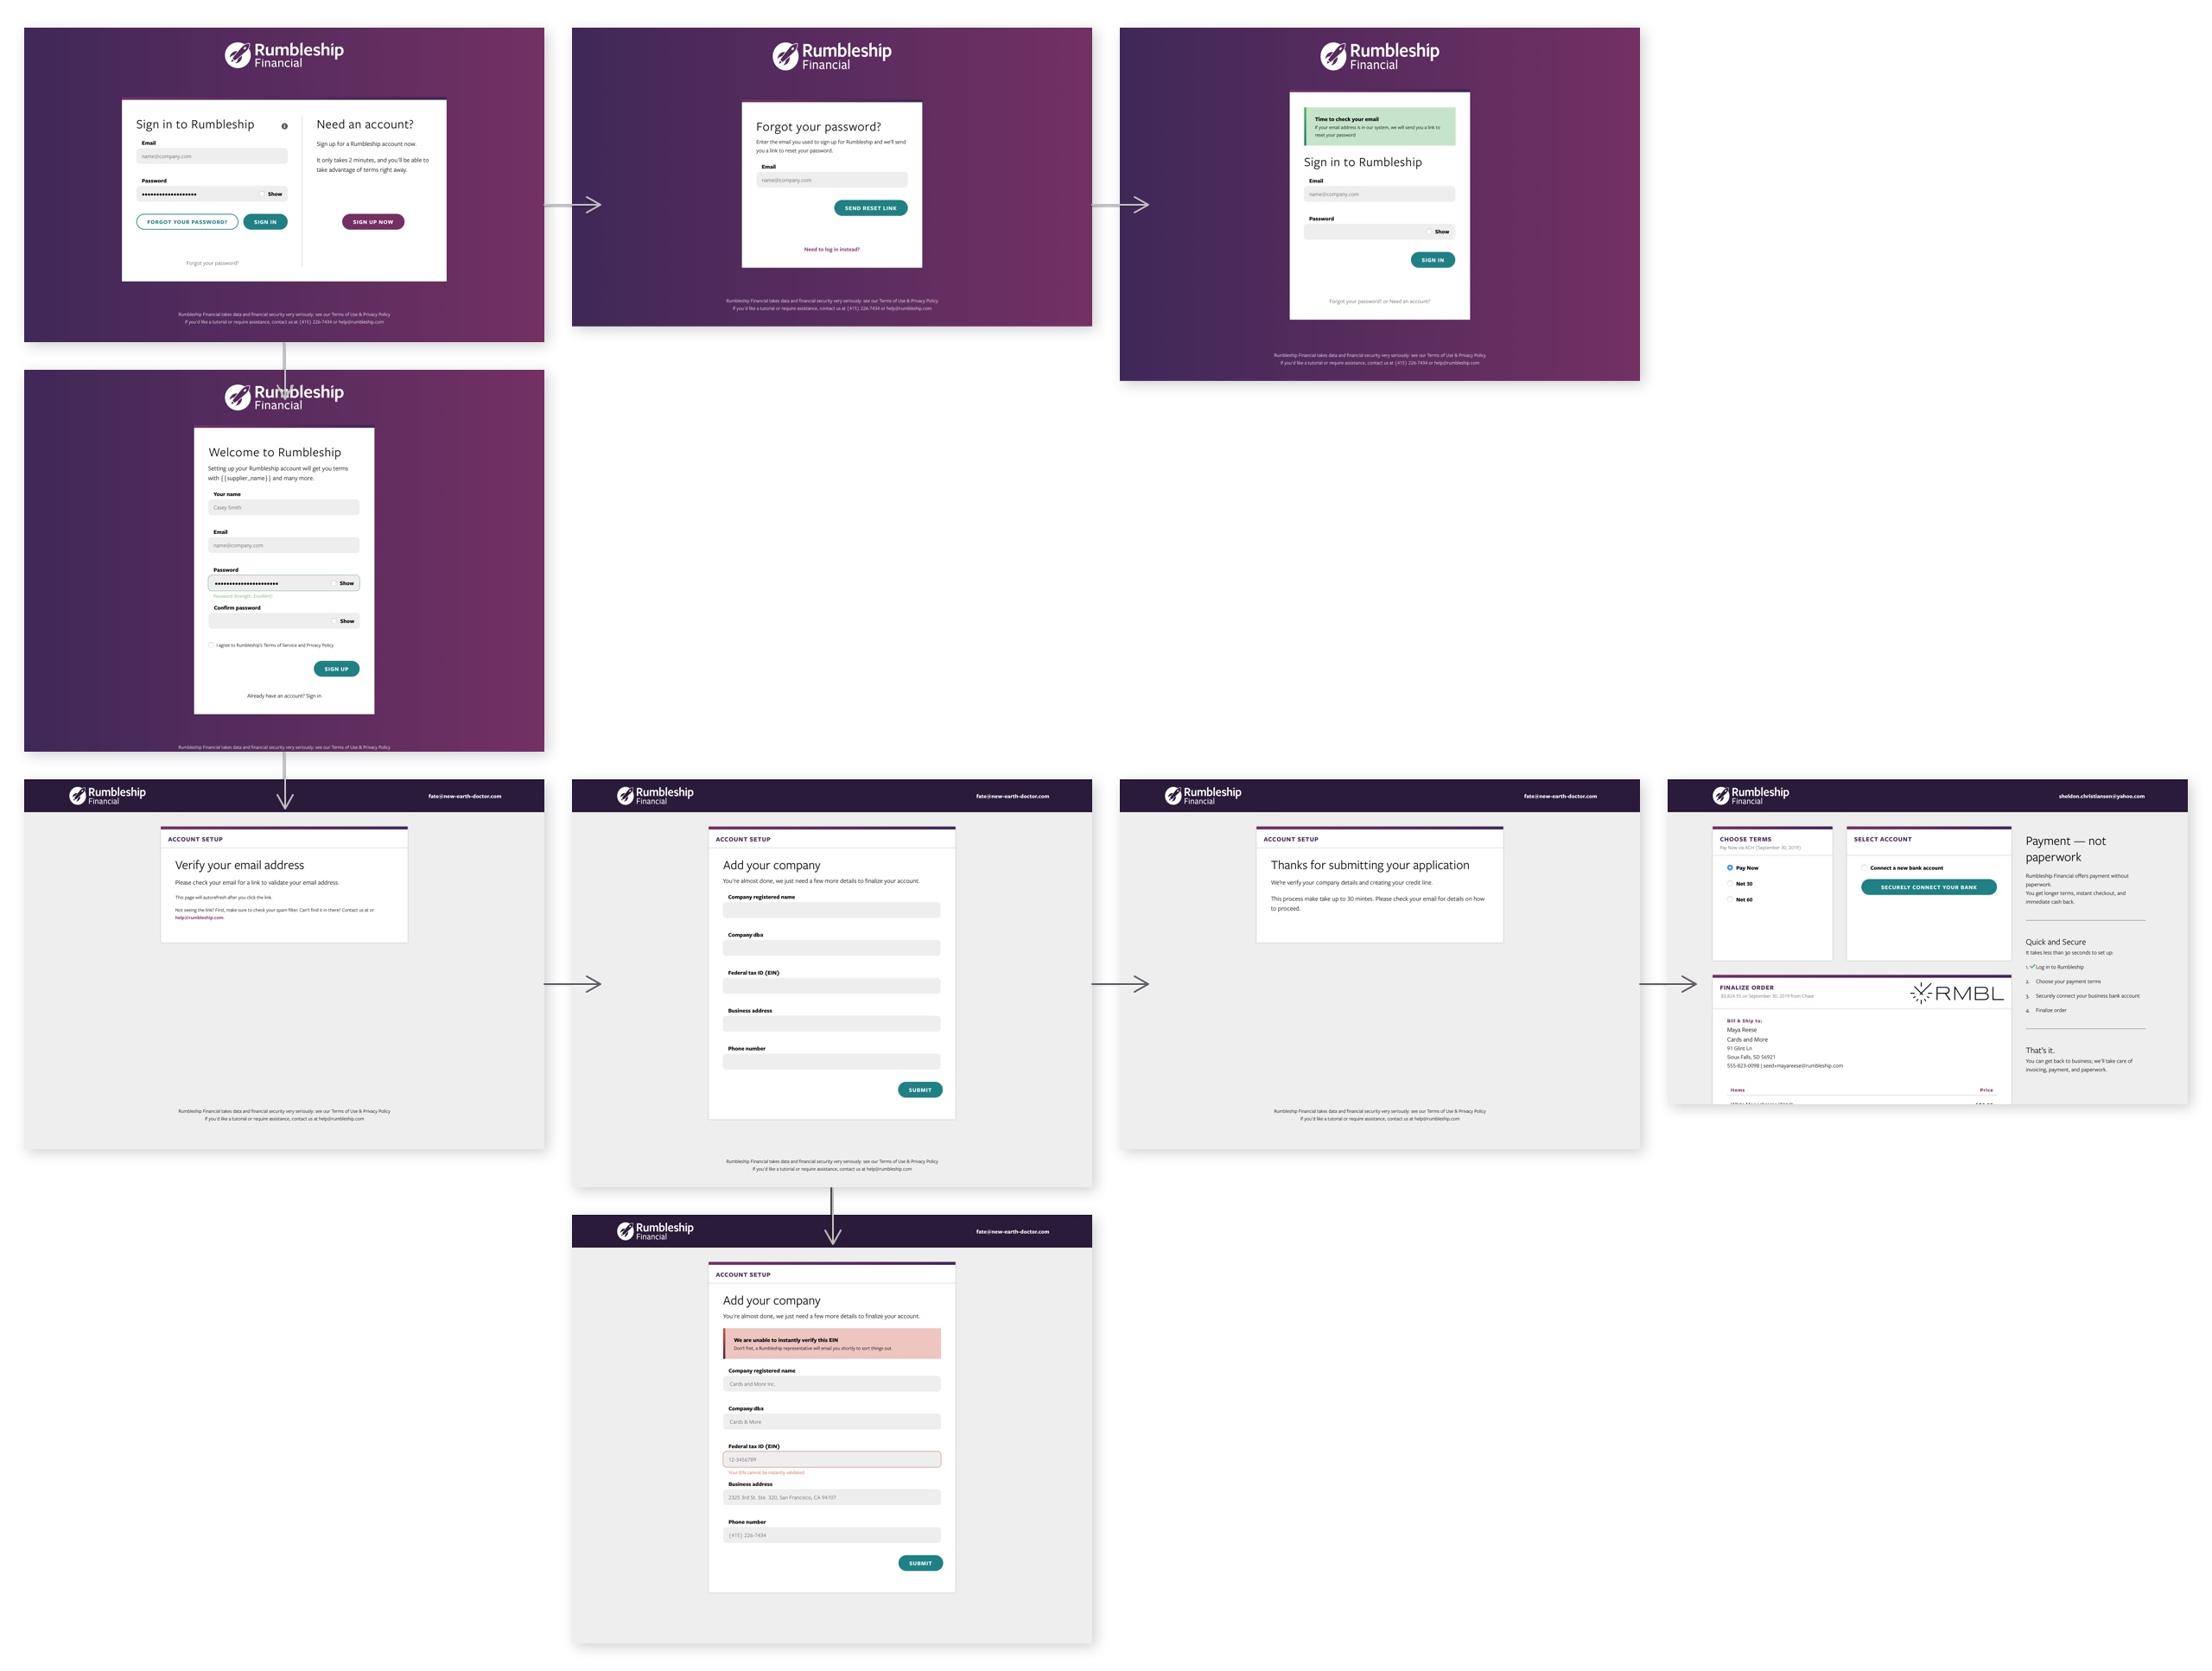 Rumbleship
Financial
Sign in to Rumbleship
Email
name@company.com
Password
Show
FORGOT YOUR PASSWORD?
SIGN IN
Forgot your password?
Need an account?
Sign up for a Rumbleship account now.
It only takes 2 minutes, and you'll be able to
take advantage of terms right away.
SIGN UP NOW
Rumbleship Financial takes data and financial security very seriously: see our Terms of Use & Privacy Policy
If you'd like a tutorial or require assistance, contact us at (415) 226-7434 or help@rumbleship.com
Rumbleship
Financial
Forgot your password?
Enter the email you used to sign up for Rumbleship and we'll send
you a link to reset your password.
Email
name@company.com
SEND RESET LINK
Need to log in instead?
Rumbleship Financial takes data and financial security very seriously: see our Terms of Use & Privacy Policy
If you'd like a tutorial or require assistance, contact us at (415) 226-7434 or help@rumbleship.com
Rumbleship
Financial
Time to check your email
If your email address is in our system, we will send you a link to
reset your password
Sign in to Rumbleship
Email
name@company.com
Password
Show
SIGN IN
Forgot your password? or Need an account?
Rumbleship Financial takes data and financial security very seriously: see our Terms of Use & Privacy Policy
If you'd like a tutorial or require assistance, contact us at (415) 226-7434 or help@rumbleship.com
Rumbleship
Financial
Welcome to Rumbleship
Setting up your Rumbleship account will get you terms
with {{supplier_name}} and many more.
Your name
Casey Smith
Email
name@company.com
Password
Show
Password Strength: Excellent!
Confirm password
Show
I agree to Rumbleship's Terms of Service and Privacy Policy
SIGN UP
Already have an account? Sign in
Rumbleship Financial takes data and financial security very seriously: see our Terms of Use & Privacy Policy
Rumbleship
Financial
fate@new-earth-doctor.com
ACCOUNT SETUP
Verify your email address
Please check your email for a link to validate your email address.
This page will autorefresh after you click the link.
Not seeing the link? First, make sure to check your spam filter. Can't find it in there? Contact us at or
help@rumbleship.com.
Rumbleship Financial takes data and financial security very seriously: see our Terms of Use & Privacy Policy
If you'd like a tutorial or require assistance, contact us at help@rumbleship.com
Rumbleship
Financial
fate@new-earth-doctor.com
ACCOUNT SETUP
Add your company
You're almost done, we just need a few more details to finalize your account.
Company registered name
Company dba
Federal tax ID (EIN)
Business address
Phone number
SUBMIT
Rumbleship Financial takes data and financial security very seriously: see our Terms of Use & Privacy Policy
If you'd like a tutorial or require assistance, contact us at help@rumbleship.com
Rumbleship
Financial
fate@new-earth-doctor.com
ACCOUNT SETUP
Thanks for submitting your application
We're verify your company details and creating your credit line.
This process make take up to 30 mintes. Please check your email for details on how
to proceed.
Rumbleship Financial takes data and financial security very seriously: see our Terms of Use & Privacy Policy
If you'd like a tutorial or require assistance, contact us at help@rumbleship.com
Rumbleship
Financial
sheldon.christiansen@yahoo.com
CHOOSE TERMS
Pay Now via ACH (September 30, 2019)
Pay Now
Net 30
Net 60
SELECT ACCOUNT
Connect a new bank account
SECURELY CONNECT YOUR BANK
FINALIZE ORDER
$3,824.55 on September 30, 2019 from Chase
RMBL
Bill & Ship to:
Maya Reese
Cards and More
91 Glint Ln
Sioux Falls, SD 56921
555-823-0098 | seed+mayareese@rumbleship.com
Items
Price
Payment — not
paperwork
Rumbleship Financial offers payment without
paperwork.
You get longer terms, instant checkout, and
immediate cash back.
Quick and Secure
It takes less than 30 seconds to set up:
1. Log in to Rumbleship
2. Choose your payment terms
3. Securely connect your business bank account
4. Finalize order
That's it.
You can get back to business; we'll take care of
invoicing, payment, and paperwork.
Rumbleship
Financial
fate@new-earth-doctor.com
ACCOUNT SETUP
Add your company
You're almost done, we just need a few more details to finalize your account.
We are unable to instantly verify this EIN
Don't fret, a Rumbleship representative will email you shortly to sort things out.
Company registered name
Cards and More Inc.
Company dba
Cards & More
Federal tax ID (EIN)
12-3456789
Your EIN cannot be instantly validated
Business address
2325 3rd St. Ste. 320, San Francisco, CA 94107
Phone number
(415) 226-7434
SUBMIT